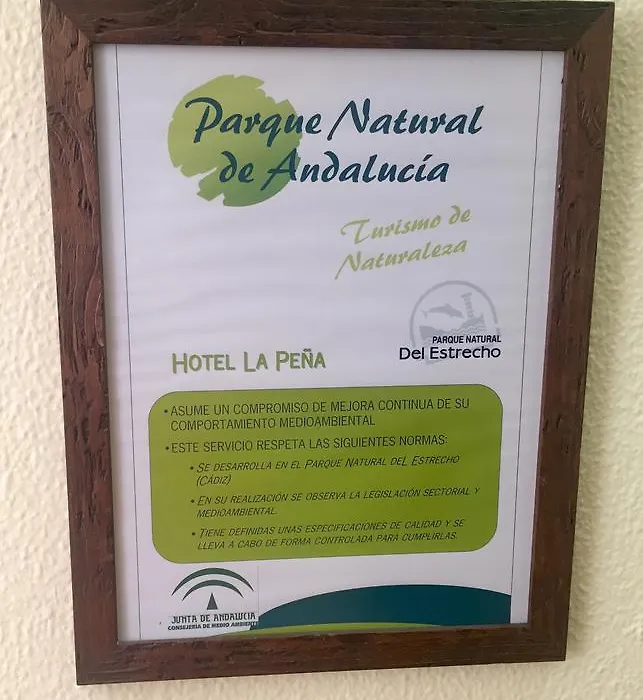 Parque Natural
de Andalucía
Turismo de
Naturaleza
PARQUE NATURAL
Del Estrecho
HOTEL LA PEÑA
• ASUME UN COMPROMISO DE MEJORA CONTINUA DE SU
COMPORTAMIENTO MEDIOAMBIENTAL
• ESTE SERVICIO RESPETA LAS SIGUIENTES NORMAS:
• SE DESARROLLA EN EL PARQUE NATURAL DEL ESTRECHO
(CÁDIZ)
• EN SU REALIZACIÓN SE OBSERVA LA LEGISLACIÓN SECTORIAL Y
MEDIOAMBIENTAL.
• TIENE DEFINIDAS UNAS ESPECIFICACIONES DE CALIDAD Y SE
LLEVA A CABO DE FORMA CONTROLADA PARA CUMPLIRLAS.
JUNTA DE ANDALUCIA
CONSEJERIA DE MEDIO AMBIENTE